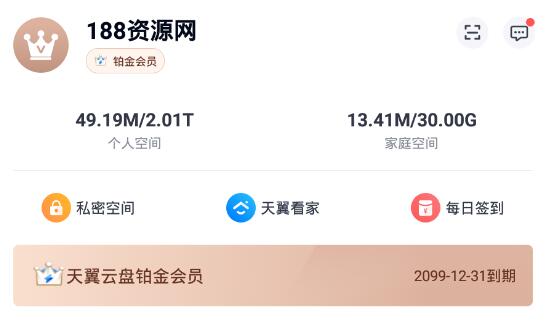 188资源网
铂金会员
49.19M/2.01T
13.41M/30.00G
个人空间
家庭空间
私密空间
天翼看家
每日签到
天翼云盘铂金会员
2099-12-31到期